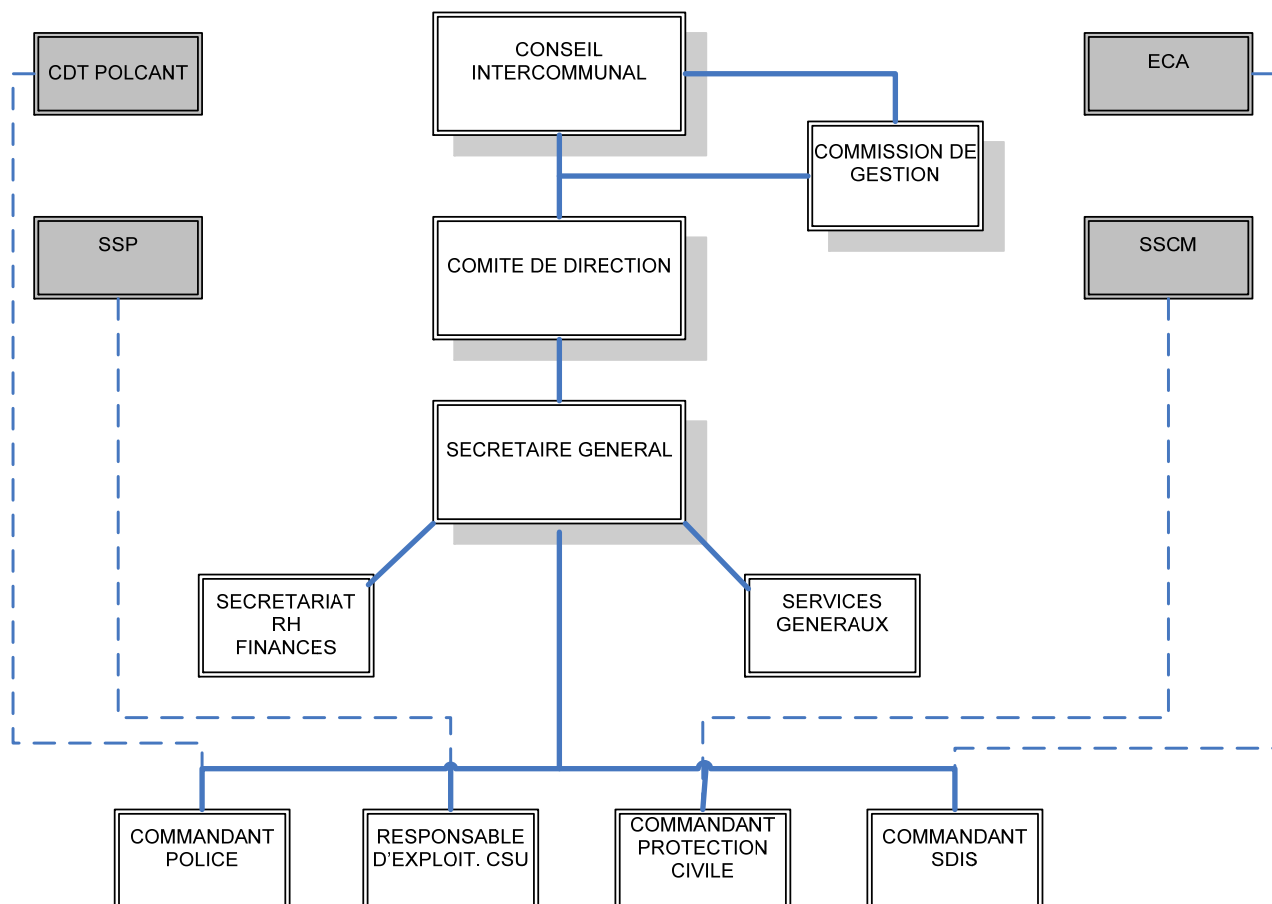 CDT POLCANT
CONSEIL
INTERCOMMUNAL
ECA
COMMISSION DE
GESTION
SSP
COMITE DE DIRECTION
SSCM
SECRETAIRE GENERAL
SECRETARIAT
RH
FINANCES
SERVICES
GENERAUX
COMMANDANT
POLICE
RESPONSABLE
D'EXPLOIT. CSU
COMMANDANT
PROTECTION
CIVILE
COMMANDANT
SDIS